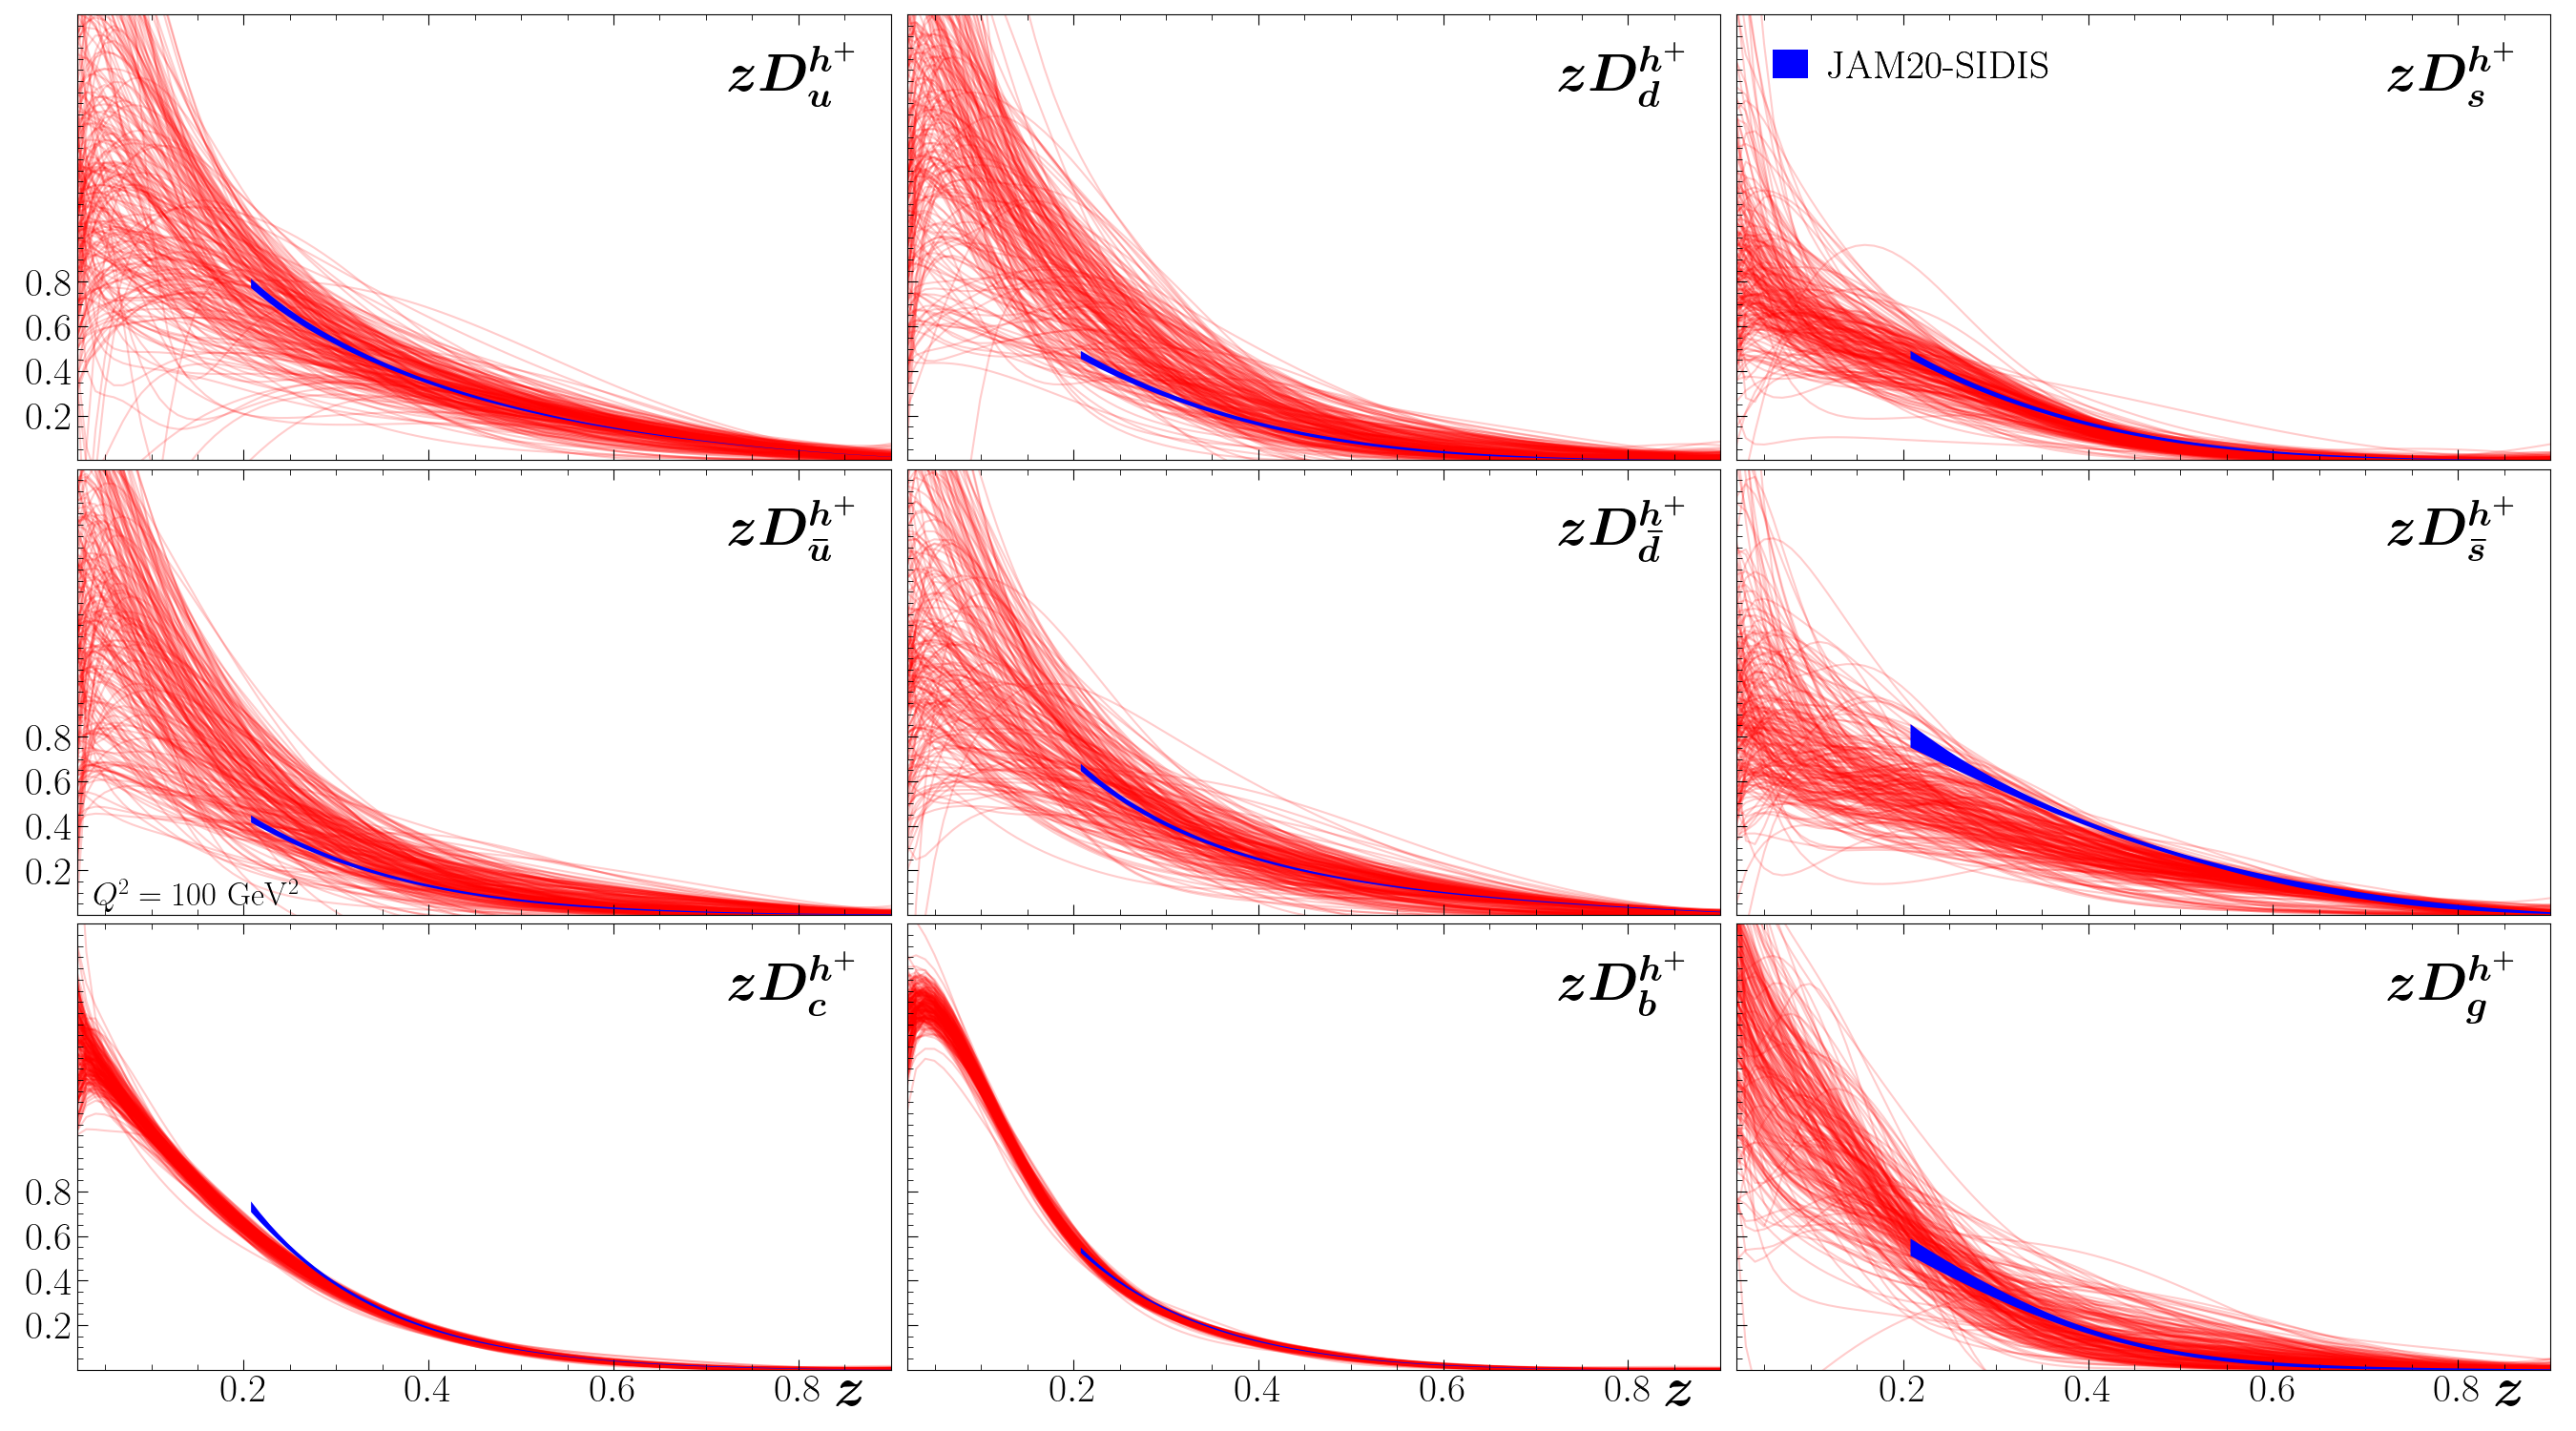 zD_u^{h^+}
zD_d^{h^+}
JAM20-SIDIS
zD_s^{h^+}
0.8
0.6
0.4
0.2
zD_{\bar{u}}^{h^+}
zD_{\bar{d}}^{h^+}
zD_{\bar{s}}^{h^+}
0.8
0.6
0.4
0.2
Q² = 100 GeV²
zD_c^{h^+}
zD_b^{h^+}
zD_g^{h^+}
0.8
0.6
0.4
0.2
0.2 0.4 0.6 0.8 z
0.2 0.4 0.6 0.8 z
0.2 0.4 0.6 0.8 z